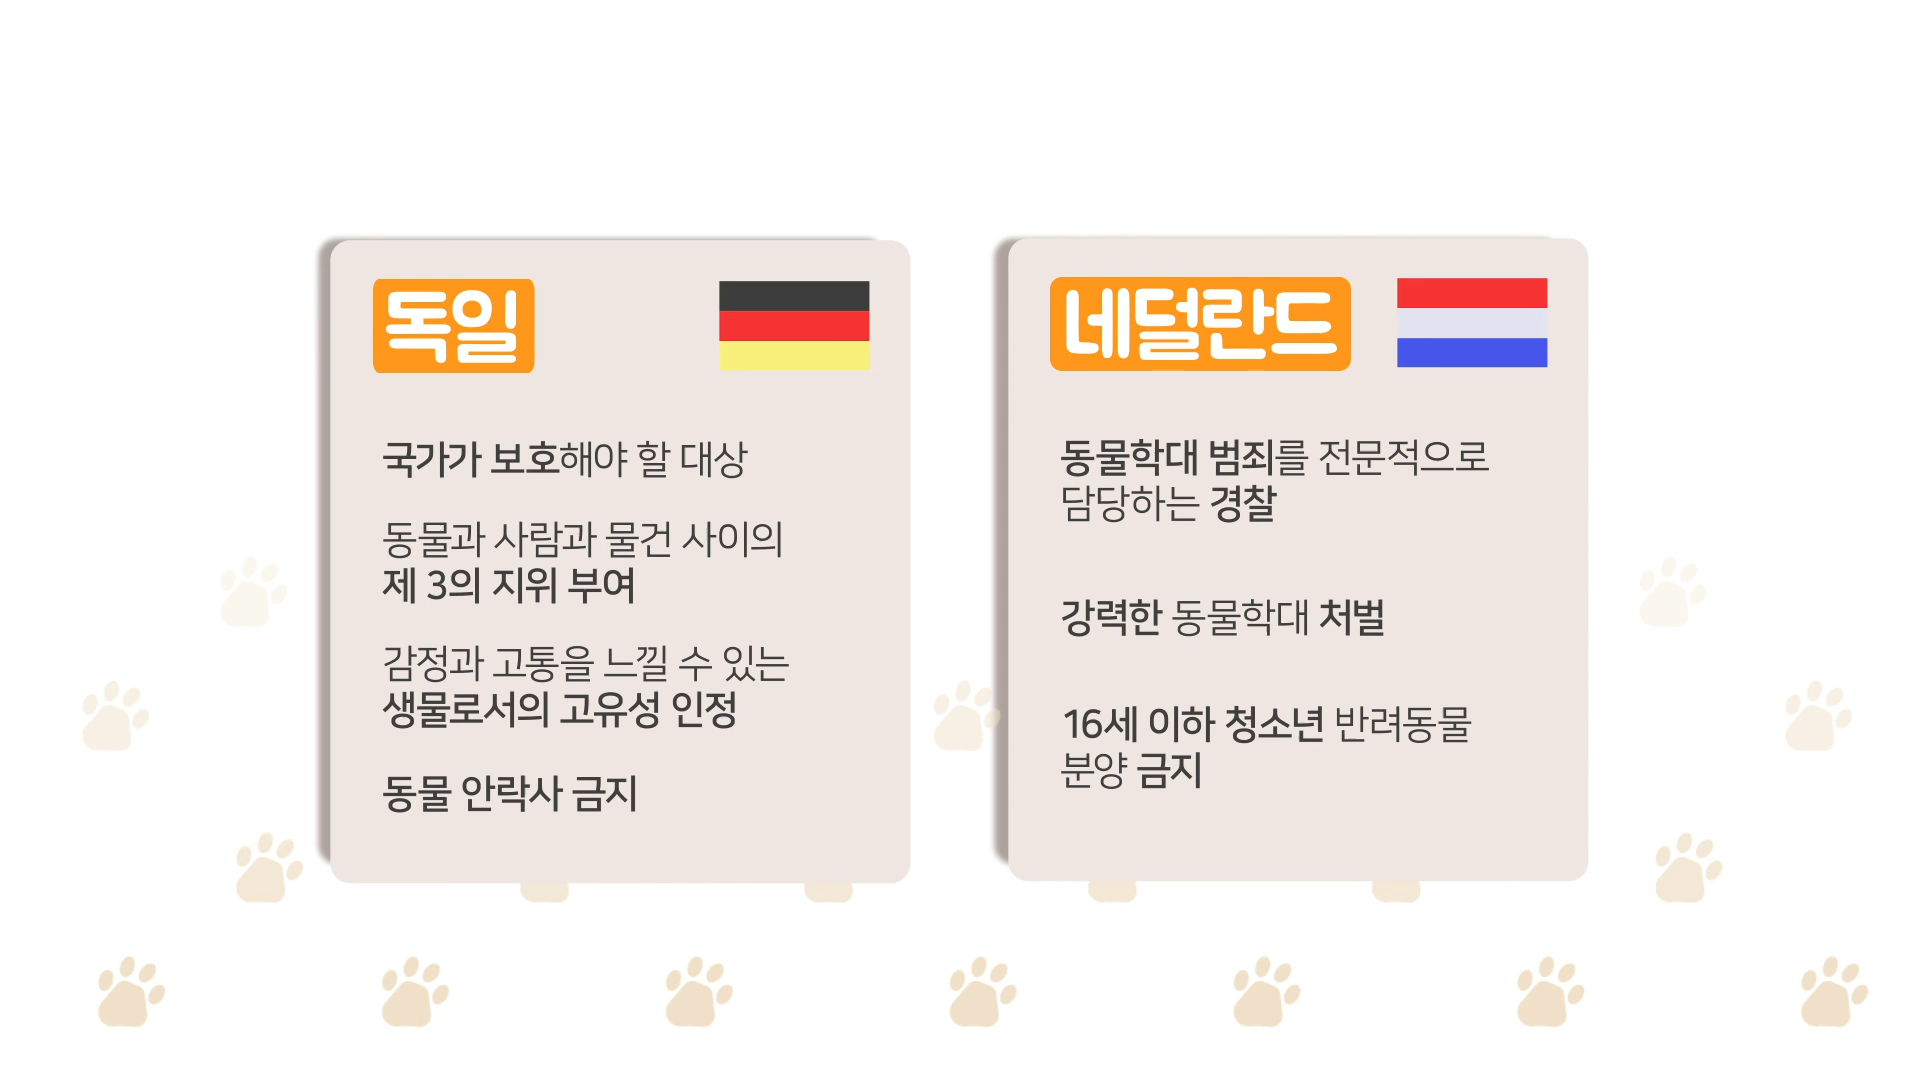 독일
국가가 보호해야 할 대상
동물과 사람과 물건 사이의
제 3의 지위 부여
감정과 고통을 느낄 수 있는
생물로서의 고유성 인정
동물 안락사 금지
네덜란드
동물학대 범죄를 전문적으로
담당하는 경찰
강력한 동물학대 처벌
16세 이하 청소년 반려동물
분양 금지